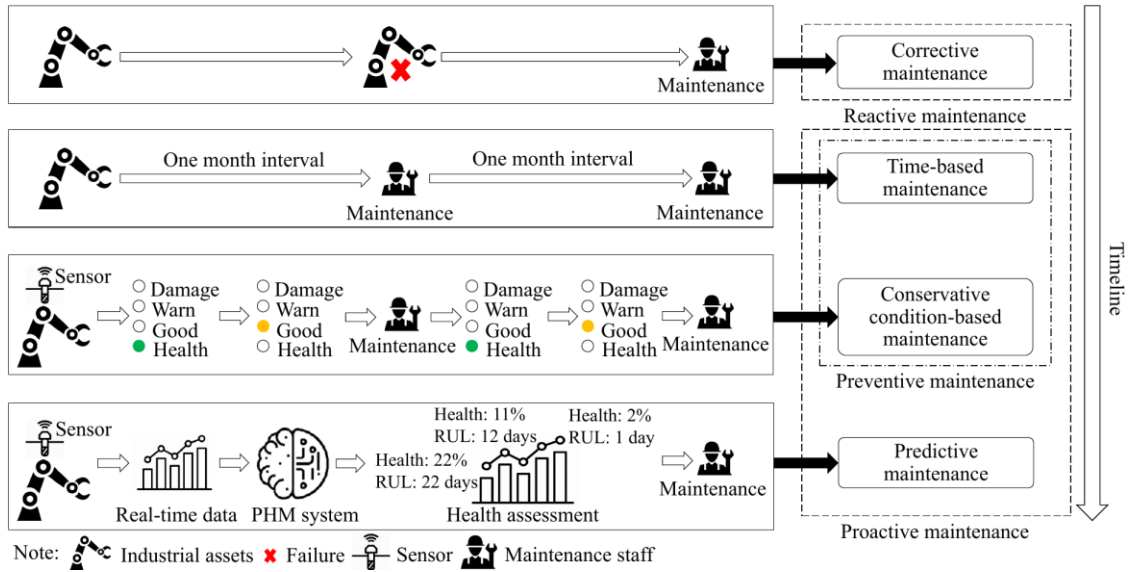 Maintenance
Corrective
maintenance
Reactive maintenance
One month interval
One month interval
Maintenance
Maintenance
Time-based
maintenance
Sensor
Damage
Warn
Good
Health
Damage
Warn
Good
Health
Maintenance
Damage
Warn
Good
Health
Damage
Warn
Good
Health
Maintenance
Conservative
condition-based
maintenance
Preventive maintenance
Sensor
Real-time data
PHM system
Health: 22%
RUL: 22 days
Health: 11%
RUL: 12 days
Health: 2%
RUL: 1 day
Health assessment
Maintenance
Predictive
maintenance
Proactive maintenance
Timeline
Note: Industrial assets Failure Sensor Maintenance staff